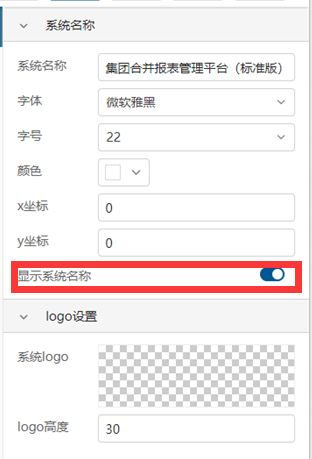 系统名称
系统名称 集团合并报表管理平台（标准版）
字体 微软雅黑
字号 22
颜色
x坐标 0
y坐标 0
显示系统名称
logo设置
系统logo
logo高度 30